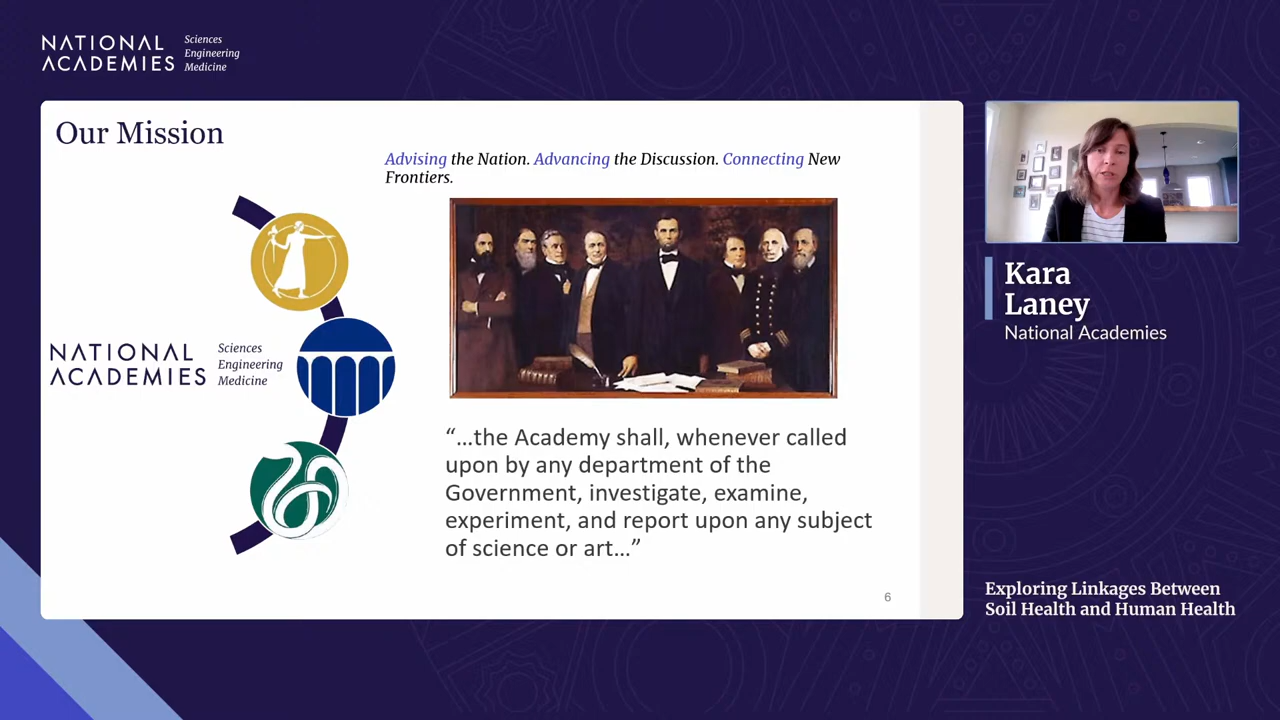 NATIONAL
ACADEMIES
Sciences
Engineering
Medicine
Our Mission
Advising the Nation. Advancing the Discussion. Connecting New
Frontiers.
NATIONAL
ACADEMIES
Sciences
Engineering
Medicine
“…the Academy shall, whenever called
upon by any department of the
Government, investigate, examine,
experiment, and report upon any subject
of science or art…”
6
Kara
Laney
National Academies
Exploring Linkages Between
Soil Health and Human Health